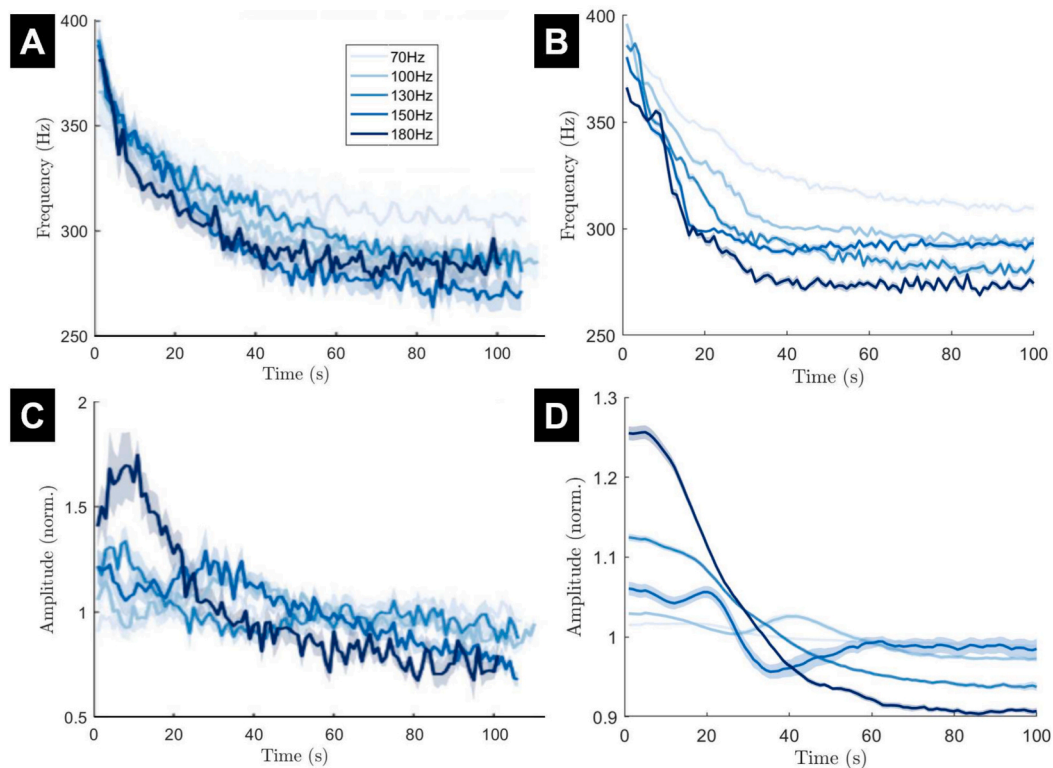 A
400
350
300
250
Frequency (Hz)
0 20 40 60 80 100
Time (s)
70Hz
100Hz
130Hz
150Hz
180Hz
B
400
350
300
250
Frequency (Hz)
0 20 40 60 80 100
Time (s)
C
2
1.5
1
0.5
Amplitude (norm.)
0 20 40 60 80 100
Time (s)
D
1.3
1.2
1.1
1
0.9
Amplitude (norm.)
0 20 40 60 80 100
Time (s)